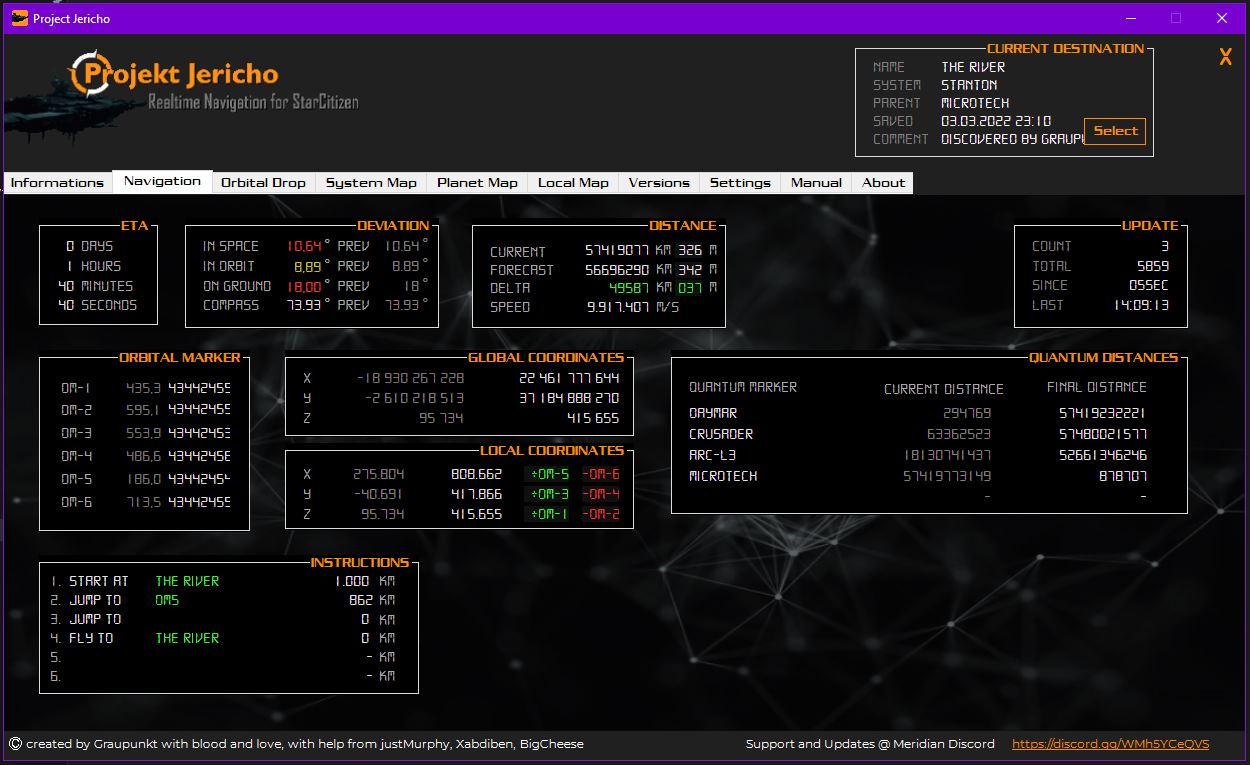 Project Jericho
Projekt Jericho
Realtime Navigation for StarCitizen
CURRENT DESTINATION
X
NAME THE RIVER
SYSTEM STANTON
PARENT MICROTECH
SAVED 03.03.2022 23:10
COMMENT DISCOVERED BY GRAUP
Select
Informations Navigation Orbital Drop System Map Planet Map Local Map Versions Settings Manual About
ETA
0 DAYS
1 HOURS
40 MINUTES
40 SECONDS
DEVIATION
IN SPACE 10,64° PREV 10.64°
IN ORBIT 8,89° PREV 8.89°
ON GROUND 18,00° PREV 18°
COMPASS 73.93° PREV 73.93°
DISTANCE
CURRENT 57419077 KM 326 M
FORECAST 56696290 KM 342 M
DELTA 49587 KM 037 M
SPEED 9.917.407 M/S
UPDATE
COUNT 3
TOTAL 5859
SINCE 05SEC
LAST 14:09:13
ORBITAL MARKER
OM-1 435,3 43442455
OM-2 595,1 43442455
OM-3 553,9 43442453
OM-4 486,6 43442456
OM-5 186,0 43442454
OM-6 713,5 43442455
GLOBAL COORDINATES
X -18 930 267 228 22 461 777 644
Y -2 610 218 513 37 184 888 270
Z 95 734 415 655
LOCAL COORDINATES
X 275.804 808.662 +OM-5 -OM-6
Y -40.691 417.866 +OM-3 -OM-4
Z 95.734 415.655 +OM-1 -OM-2
QUANTUM DISTANCES
QUANTUM MARKER CURRENT DISTANCE FINAL DISTANCE
DAYMAR 294769 57419232221
CRUSADER 63362523 57480021577
ARC-L3 18130741437 52661346246
MICROTECH 57419773149 878707
- -
INSTRUCTIONS
1. START AT THE RIVER 1.000 KM
2. JUMP TO OM5 862 KM
3. JUMP TO 0 KM
4. FLY TO THE RIVER 0 KM
5. - KM
6. - KM
© created by Graupunkt with blood and love, with help from justMurphy, Xabdiben, BigCheese
Support and Updates @ Meridian Discord https://discord.gg/WMh5YCeQVS